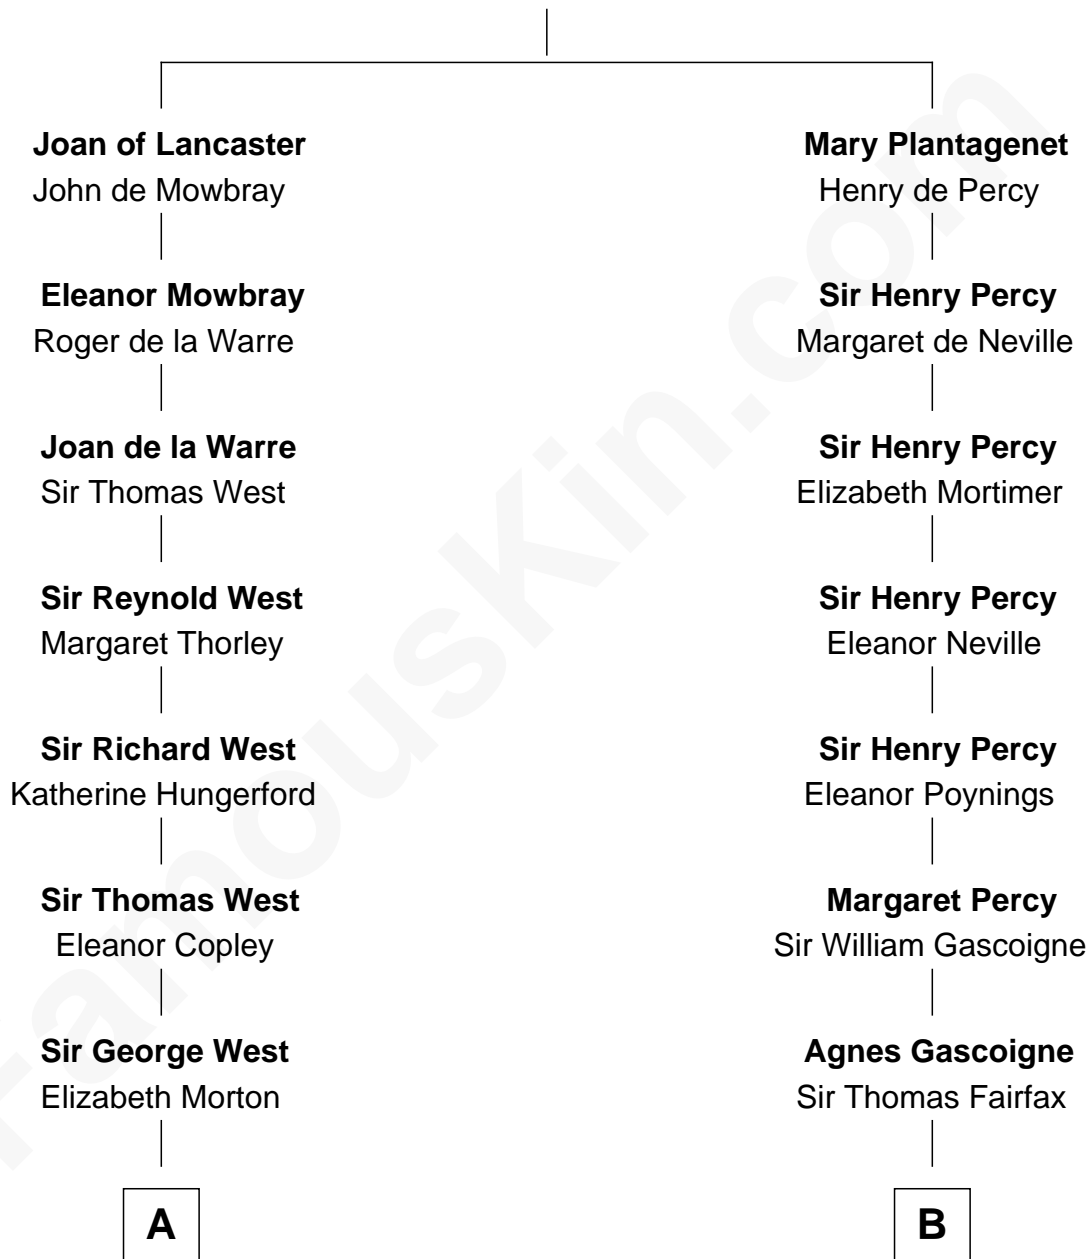 Joan of Lancaster
John de Mowbray
Eleanor Mowbray
Roger de la Warre
Joan de la Warre
Sir Thomas West
Sir Reynold West
Margaret Thorley
Sir Richard West
Katherine Hungerford
Sir Thomas West
Eleanor Copley
Sir George West
Elizabeth Morton
A
Mary Plantagenet
Henry de Percy
Sir Henry Percy
Margaret de Neville
Sir Henry Percy
Elizabeth Mortimer
Sir Henry Percy
Eleanor Neville
Sir Henry Percy
Eleanor Poynings
Margaret Percy
Sir William Gascoigne
Agnes Gascoigne
Sir Thomas Fairfax
B
FamousKin.com